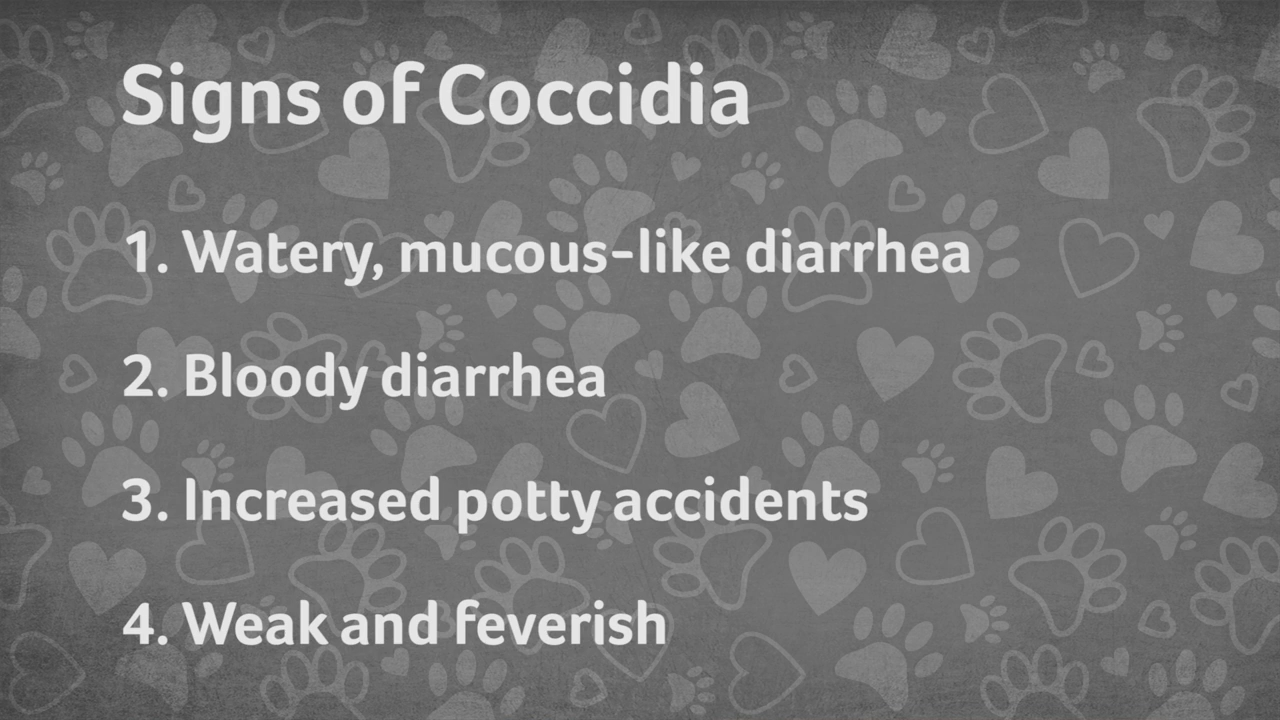 Signs of Coccidia
1. Watery, mucous-like diarrhea
2. Bloody diarrhea
3. Increased potty accidents
4. Weak and feverish